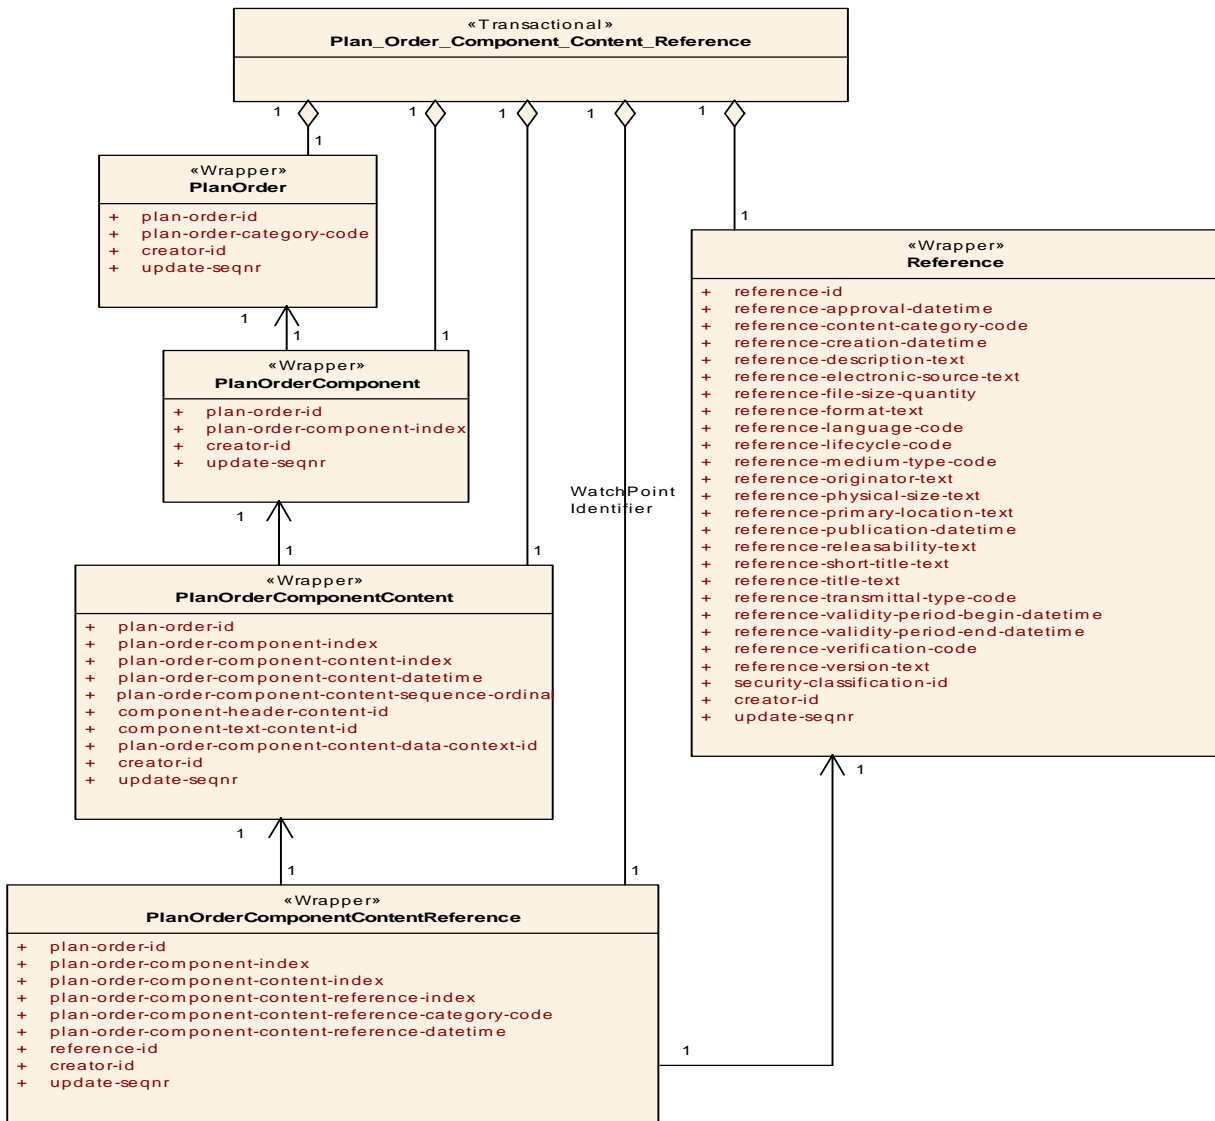 «Transactional»
Plan_Order_Component_Content_Reference
1 1 1 1 1
1
«Wrapper»
PlanOrder
+ plan-order-id
+ plan-order-category-code
+ creator-id
+ update-seqnr
1
1
1
«Wrapper»
PlanOrderComponent
+ plan-order-id
+ plan-order-component-index
+ creator-id
+ update-seqnr
1
1
1
«Wrapper»
PlanOrderComponentContent
+ plan-order-id
+ plan-order-component-index
+ plan-order-component-content-index
+ plan-order-component-content-datetime
+ plan-order-component-content-sequence-ordinal
+ component-header-content-id
+ component-text-content-id
+ plan-order-component-content-data-context-id
+ creator-id
+ update-seqnr
1
1
WatchPoint
Identifier
1
«Wrapper»
PlanOrderComponentContentReference
+ plan-order-id
+ plan-order-component-index
+ plan-order-component-content-index
+ plan-order-component-content-reference-index
+ plan-order-component-content-reference-category-code
+ plan-order-component-content-reference-datetime
+ reference-id
+ creator-id
+ update-seqnr
1
1
1
«Wrapper»
Reference
+ reference-id
+ reference-approval-datetime
+ reference-content-category-code
+ reference-creation-datetime
+ reference-description-text
+ reference-electronic-source-text
+ reference-file-size-quantity
+ reference-format-text
+ reference-language-code
+ reference-lifecycle-code
+ reference-medium-type-code
+ reference-originator-text
+ reference-physical-size-text
+ reference-primary-location-text
+ reference-publication-datetime
+ reference-releasability-text
+ reference-short-title-text
+ reference-title-text
+ reference-transmittal-type-code
+ reference-validity-period-begin-datetime
+ reference-validity-period-end-datetime
+ reference-verification-code
+ reference-version-text
+ security-classification-id
+ creator-id
+ update-seqnr